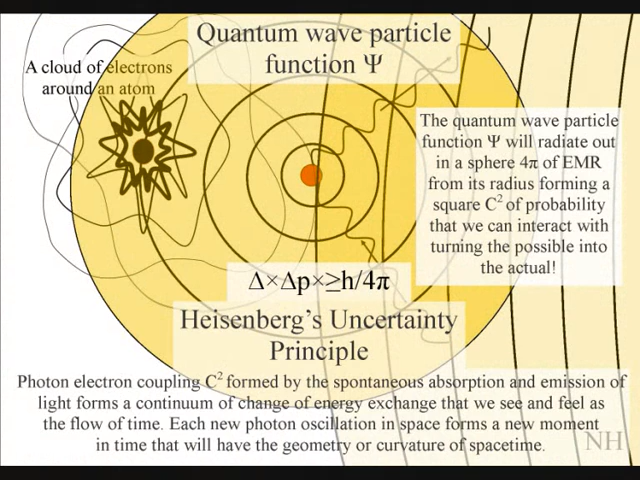 Quantum wave particle
function Ψ
A cloud of electrons
around an atom
The quantum wave particle
function Ψ will radiate out
in a sphere 4π of EMR
from its radius forming a
square C² of probability
that we can interact with
turning the possible into
the actual!
Δ×Δp×≥h/4π
Heisenberg's Uncertainty
Principle
Photon electron coupling C² formed by the spontaneous absorption and emission of
light forms a continuum of change of energy exchange that we see and feel as
the flow of time. Each new photon oscillation in space forms a new moment
in time that will have the geometry or curvature of spacetime.
NH